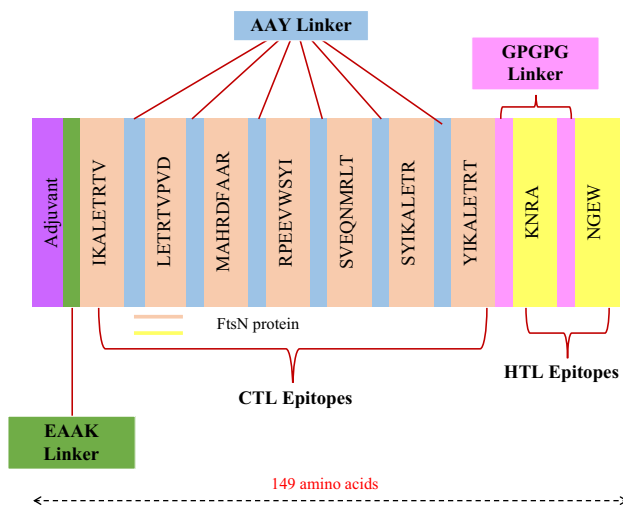 AAY Linker
GPGPG
Linker
Adjuvant
IKALETRTV
LETRTVPVD
MAHRDFAAR
RPEEVWSYI
SVEQNMRLT
SYIKALETR
YIKALETRT
KNRA
NGEW
FtsN protein
CTL Epitopes
HTL Epitopes
EAAK
Linker
149 amino acids